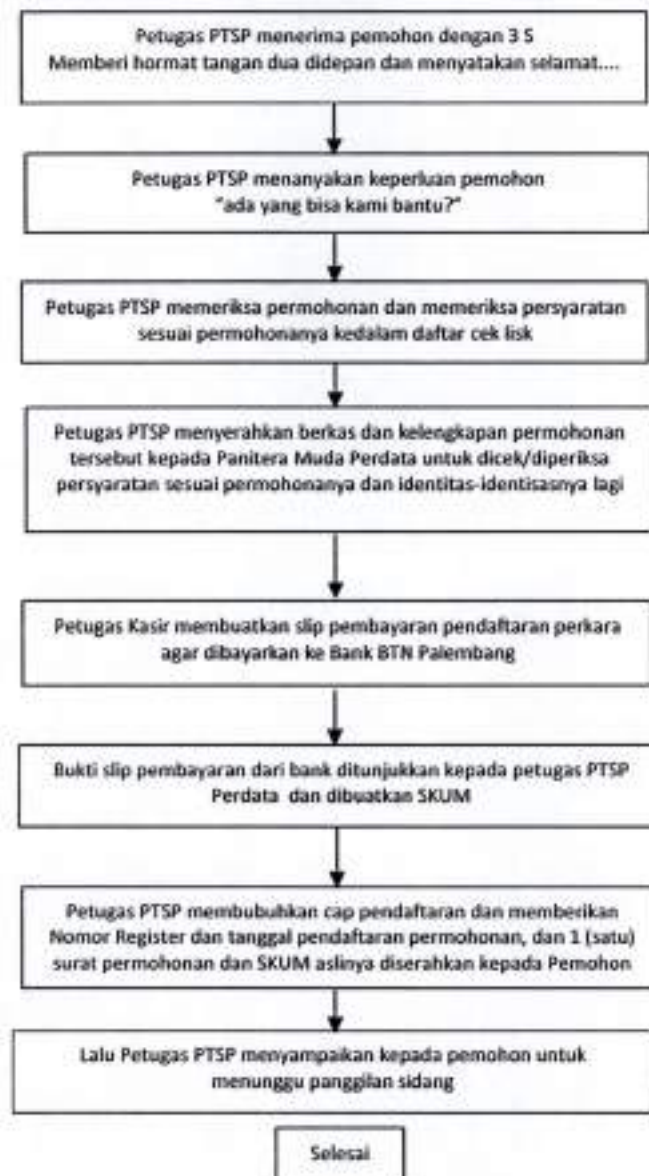 Petugas PTSP menerima pemohon dengan 3 S
Memberi hormat tangan dua didepan dan menyatakan selamat....
Petugas PTSP menanyakan keperluan pemohon
"ada yang bisa kami bantu?"
Petugas PTSP memeriksa permohonan dan memeriksa persyaratan
sesuai permohonanya kedalam daftar cek lisk
Petugas PTSP menyerahkan berkas dan kelengkapan permohonan
tersebut kepada Panitera Muda Perdata untuk dicek/diperiksa
persyaratan sesuai permohonanya dan identitas-identisasnya lagi
Petugas Kasir membuatkan slip pembayaran pendaftaran perkara
agar dibayarkan ke Bank BTN Palembang
Bukti slip pembayaran dari bank ditunjukkan kepada petugas PTSP
Perdata dan dibuatkan SKUM
Petugas PTSP membubuhkan cap pendaftaran dan memberikan
Nomor Register dan tanggal pendaftaran permohonan, dan 1 (satu)
surat permohonan dan SKUM aslinya diserahkan kepada Pemohon
Lalu Petugas PTSP menyampaikan kepada pemohon untuk
menunggu panggilan sidang
Selesai